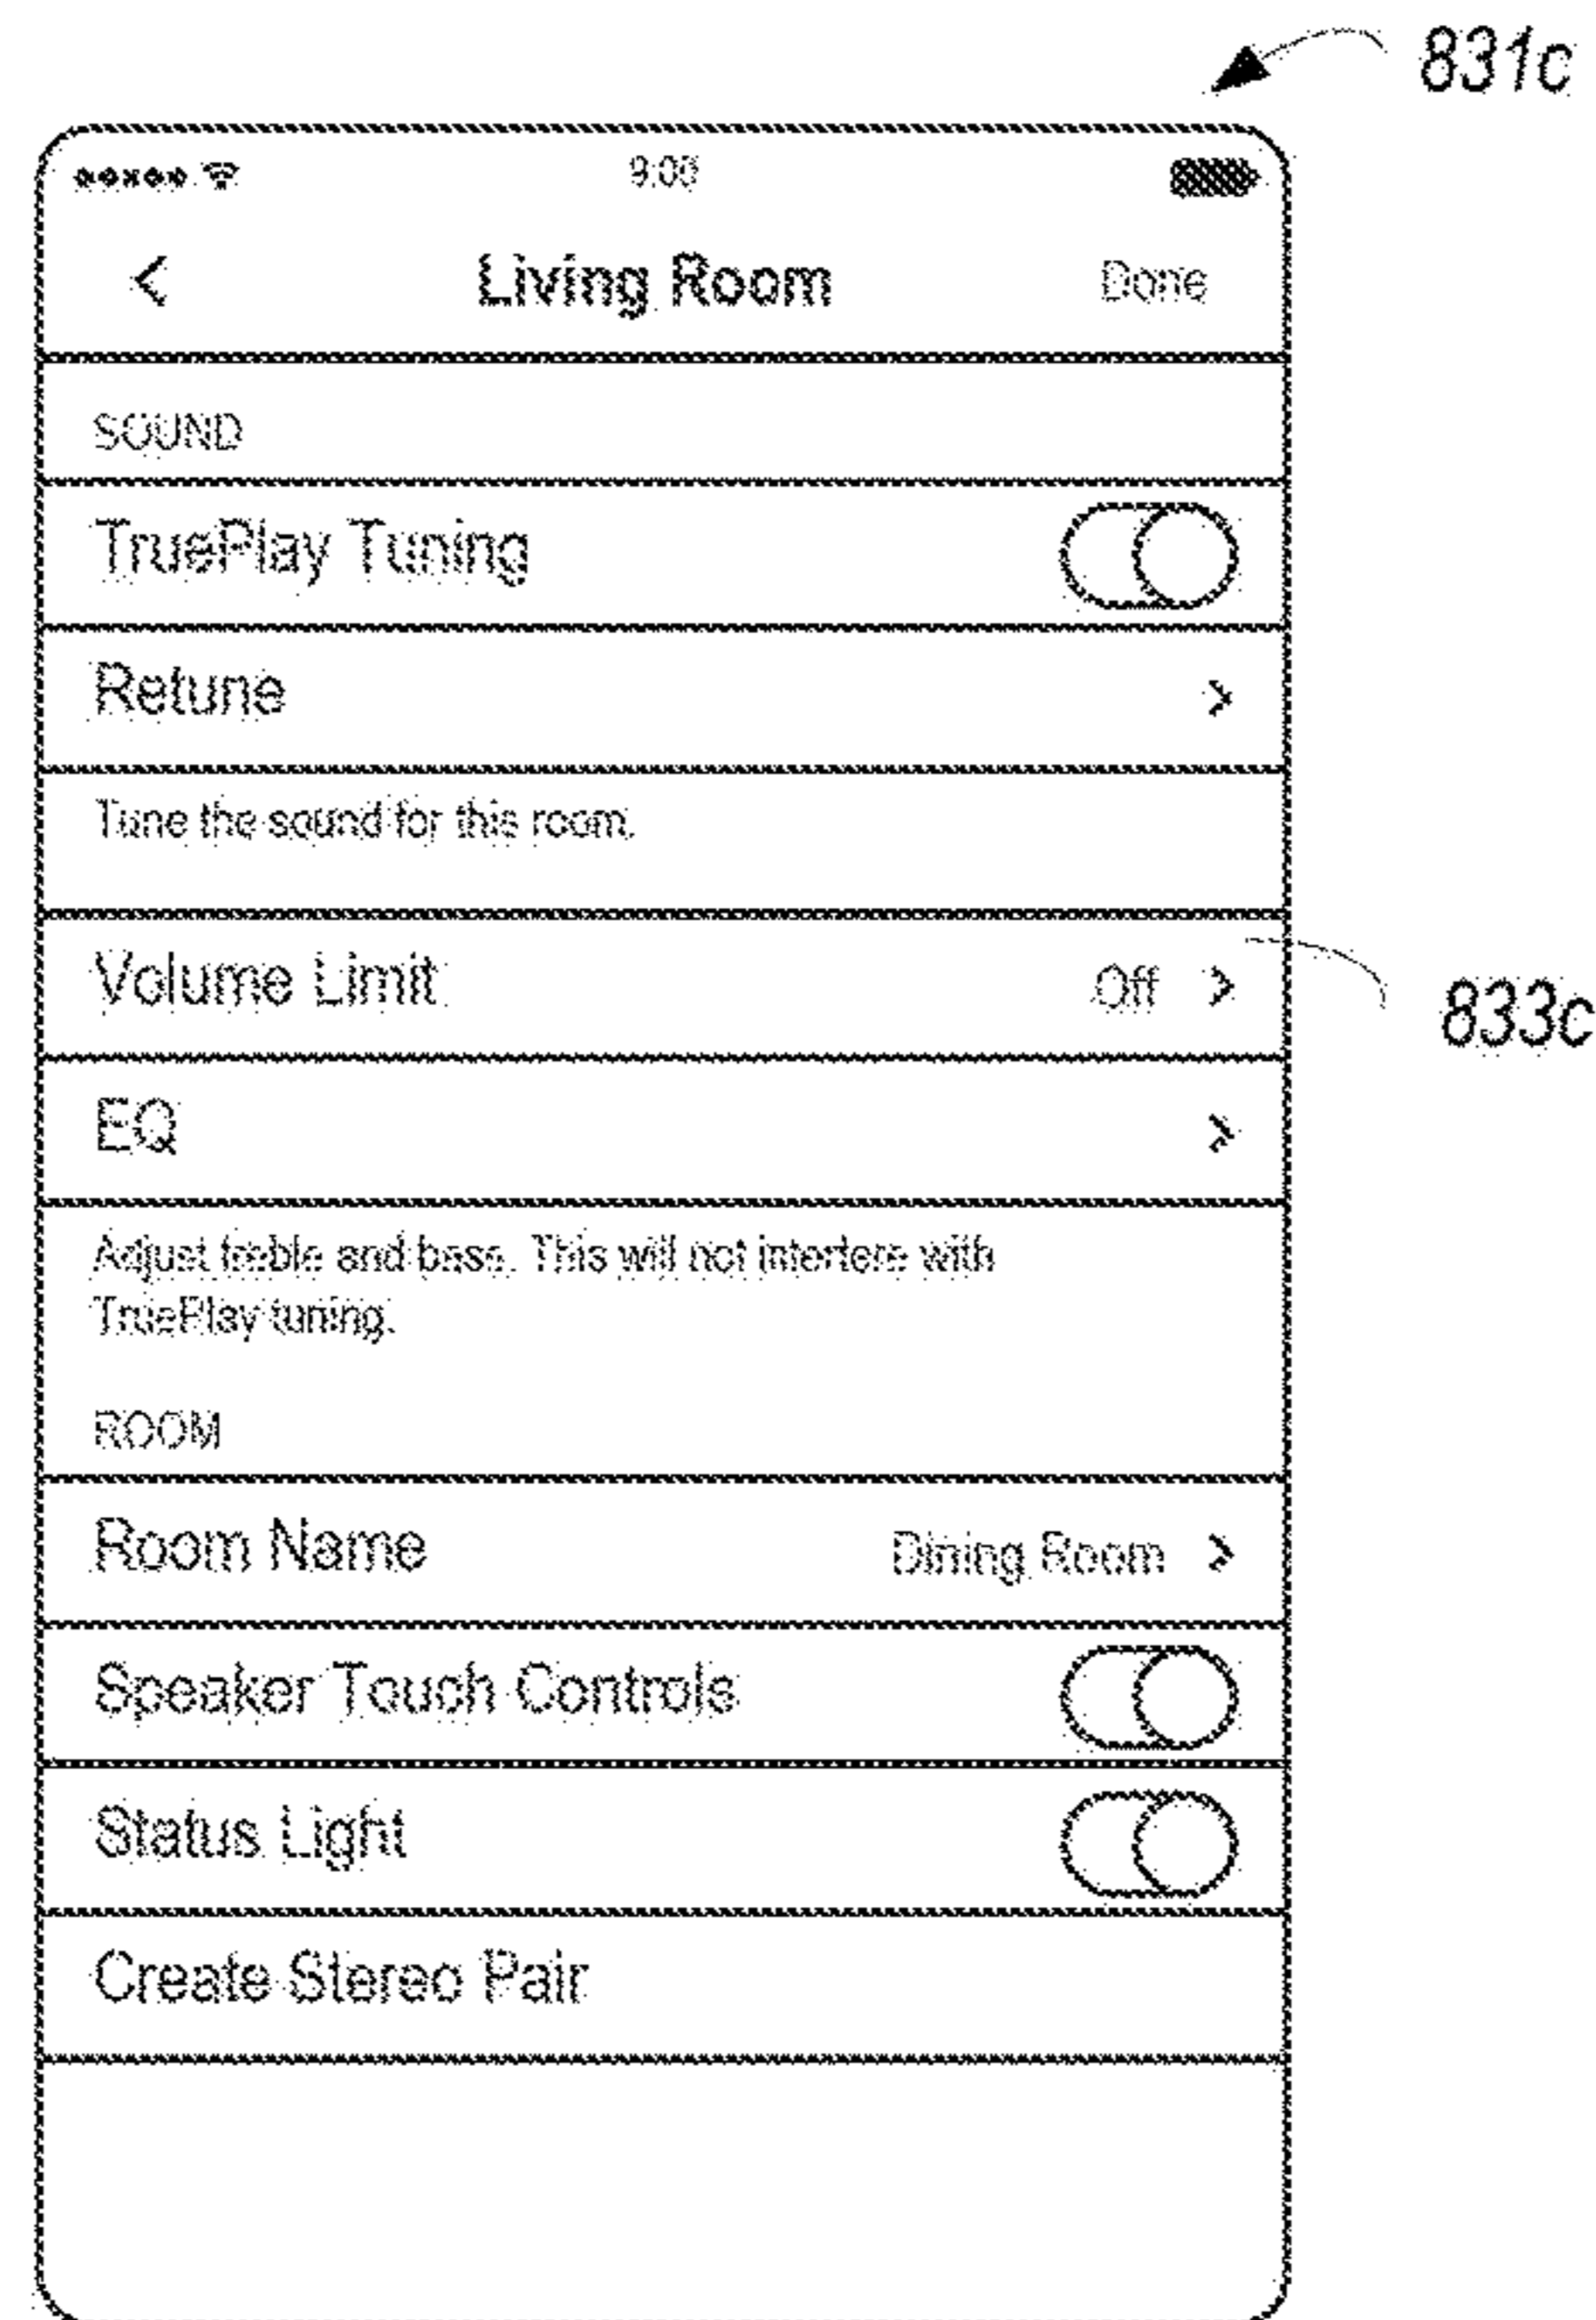 831c
9:00
< Living Room Done
SOUND
TruePlay Tuning
Retune >
Tune the sound for this room.
Volume Limit Off >
833c
EQ >
Adjust treble and base. This will not interfere with
TruePlay tuning.
ROOM
Room Name Dining Room >
Speaker Touch Controls
Status Light
Create Stereo Pair